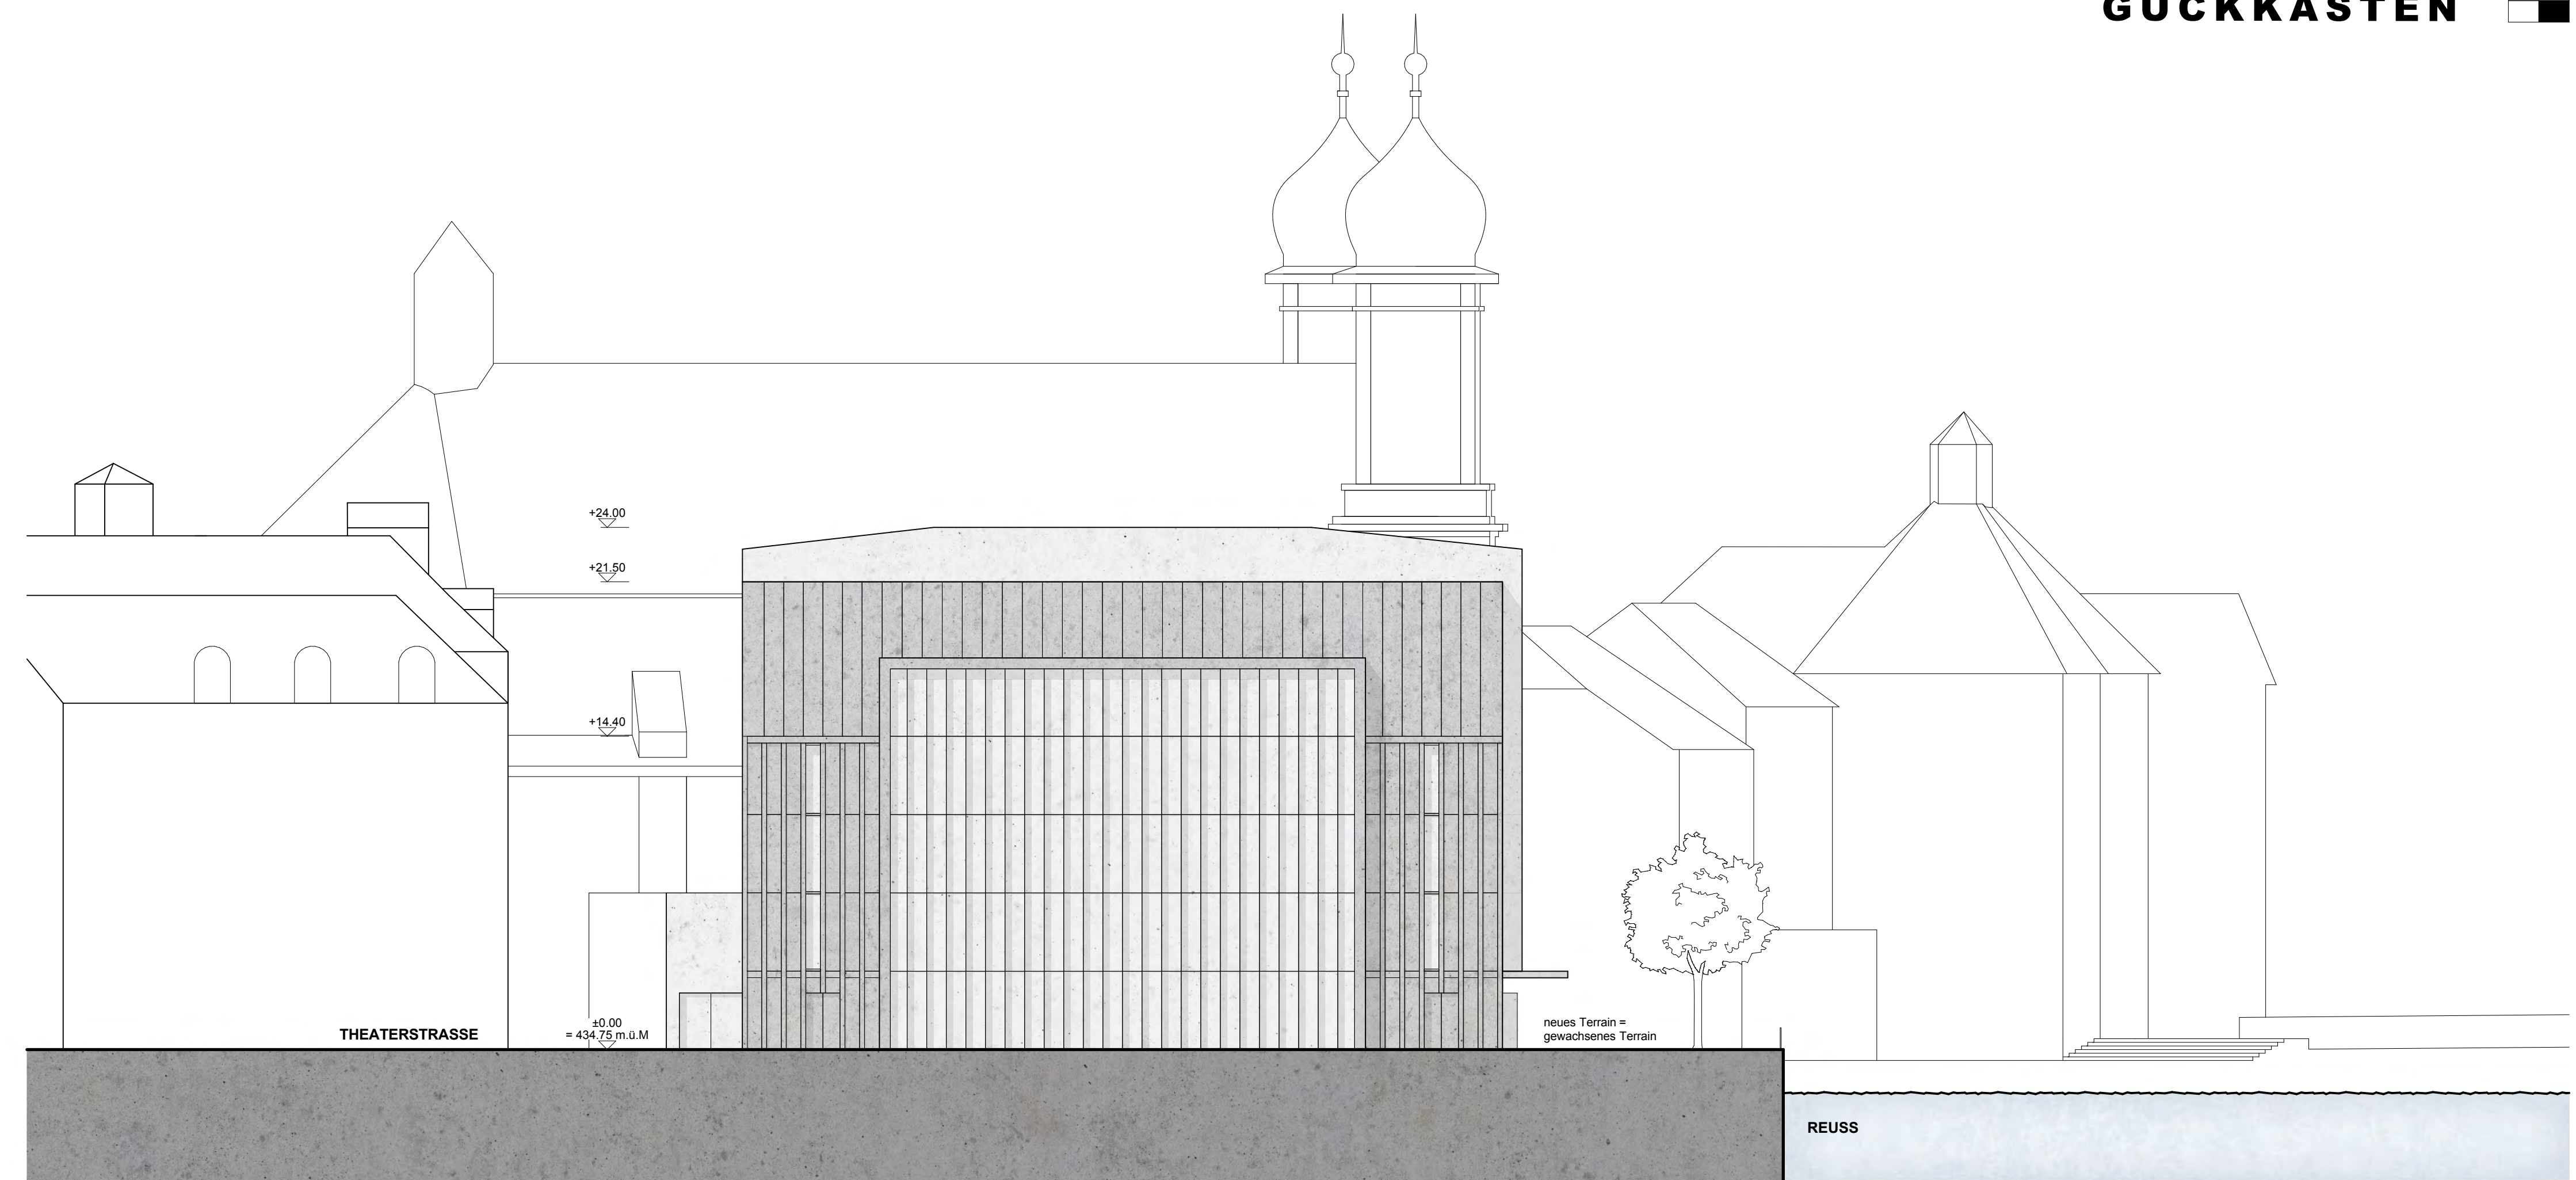 GUCKKASTEN
+24.00
+21.50
+14.40
±0.00
= 434.75 m.ü.M
THEATERSTRASSE
neues Terrain =
gewachsenes Terrain
REUSS